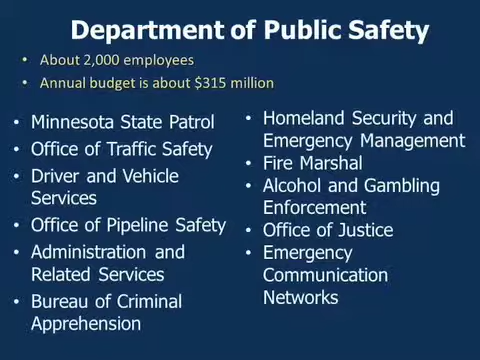 Department of Public Safety
• About 2,000 employees
• Annual budget is about $315 million
• Minnesota State Patrol
• Office of Traffic Safety
• Driver and Vehicle
Services
• Office of Pipeline Safety
• Administration and
Related Services
• Bureau of Criminal
Apprehension
• Homeland Security and
Emergency Management
• Fire Marshal
• Alcohol and Gambling
Enforcement
• Office of Justice
• Emergency
Communication
Networks